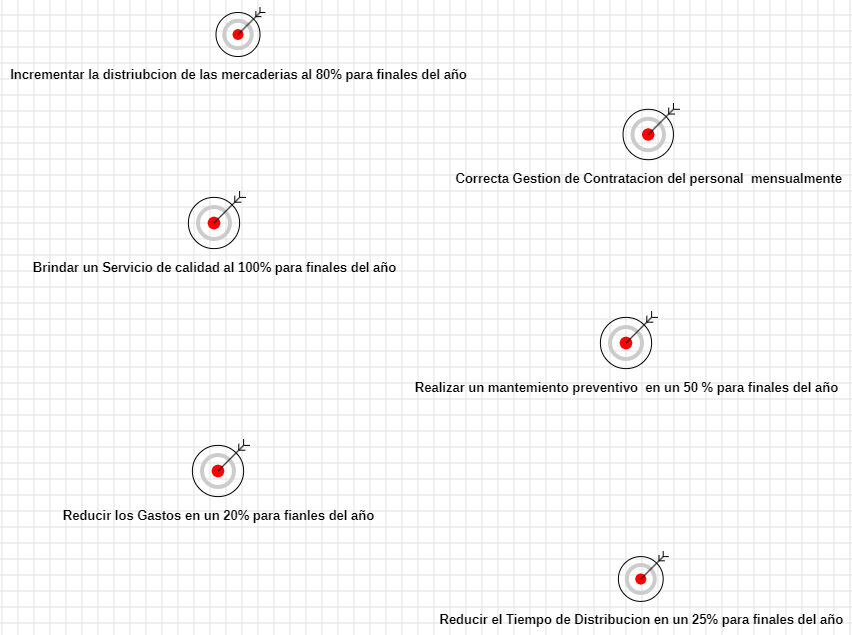 Incrementar la distriubcion de las mercaderias al 80% para finales del año
Correcta Gestion de Contratacion del personal  mensualmente
Brindar un Servicio de calidad al 100% para finales del año
Realizar un mantemiento preventivo  en un 50 % para finales del año
Reducir los Gastos en un 20% para fianles del año
Reducir el Tiempo de Distribucion en un 25% para finales del año